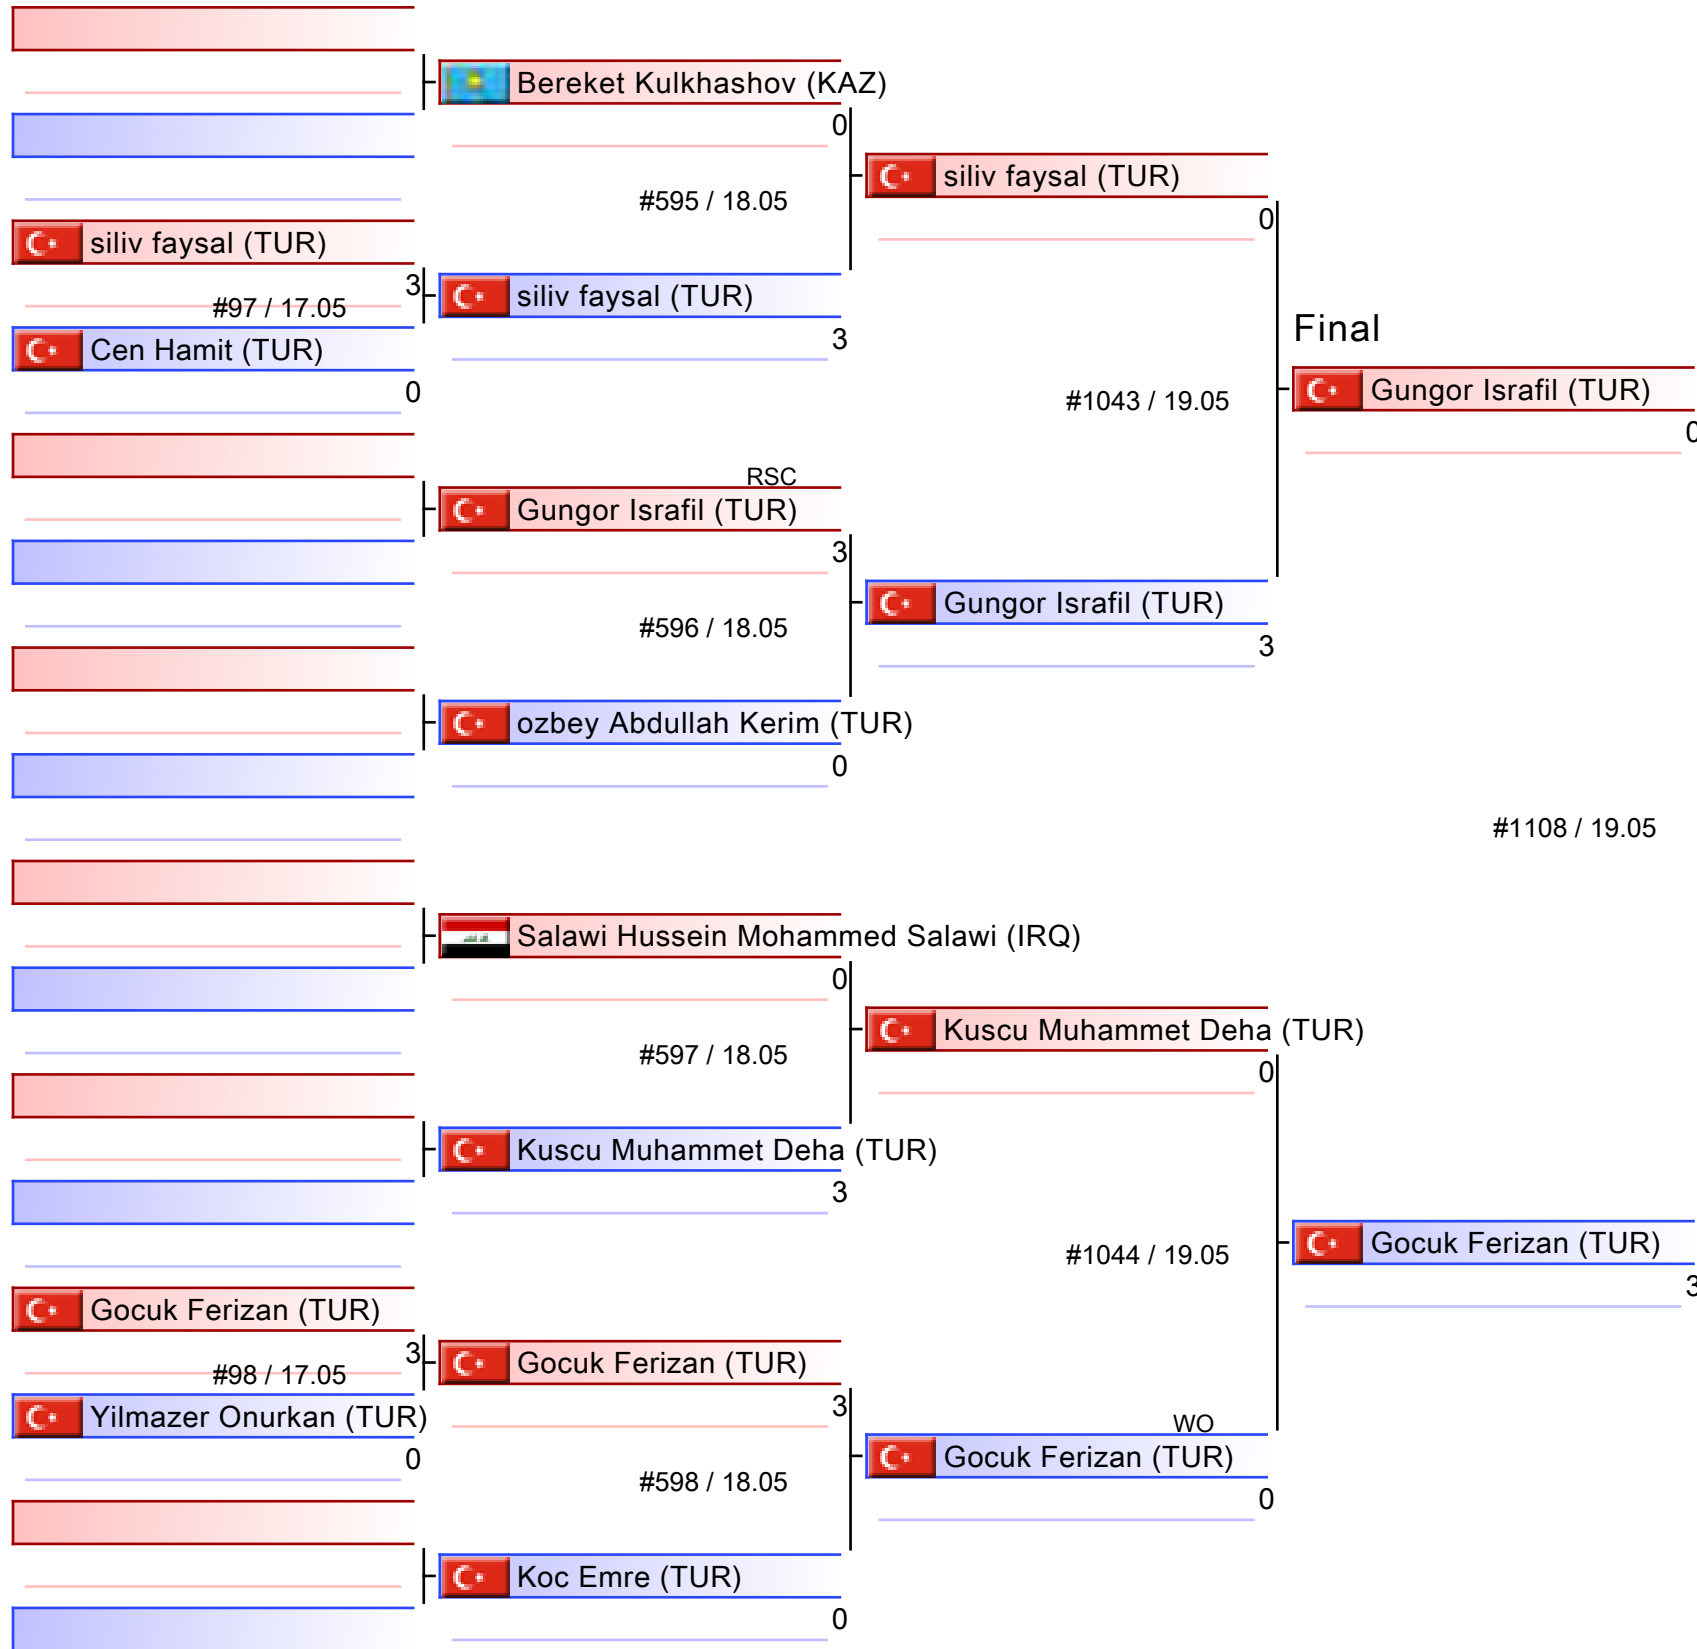 Bereket Kulkhashov (KAZ)
0
siliv faysal (TUR)
0
#595 / 18.05
siliv faysal (TUR)
3
#97 / 17.05
siliv faysal (TUR)
3
Cen Hamit (TUR)
0
Final
#1043 / 19.05
Gungor Israfil (TUR)
0
RSC
Gungor Israfil (TUR)
3
Gungor Israfil (TUR)
3
#596 / 18.05
ozbey Abdullah Kerim (TUR)
0
#1108 / 19.05
Salawi Hussein Mohammed Salawi (IRQ)
0
Kuscu Muhammet Deha (TUR)
0
#597 / 18.05
Kuscu Muhammet Deha (TUR)
3
#1044 / 19.05
Gocuk Ferizan (TUR)
3
Gocuk Ferizan (TUR)
3
#98 / 17.05
Gocuk Ferizan (TUR)
3
Yilmazer Onurkan (TUR)
0
WO
Gocuk Ferizan (TUR)
0
#598 / 18.05
Koc Emre (TUR)
0